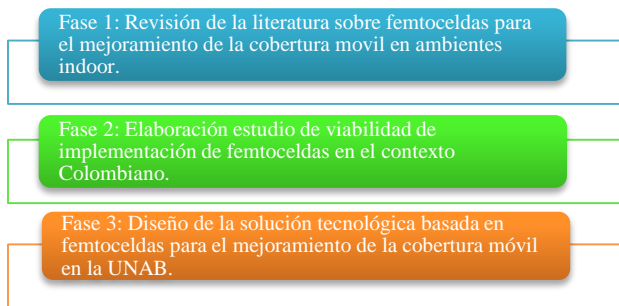 Fase 1: Revisión de la literatura sobre femtoceldas para
el mejoramiento de la cobertura movil en ambientes
indoor.
Fase 2: Elaboración estudio de viabilidad de
implementación de femtoceldas en el contexto
Colombiano.
Fase 3: Diseño de la solución tecnológica basada en
femtoceldas para el mejoramiento de la cobertura móvil
en la UNAB.